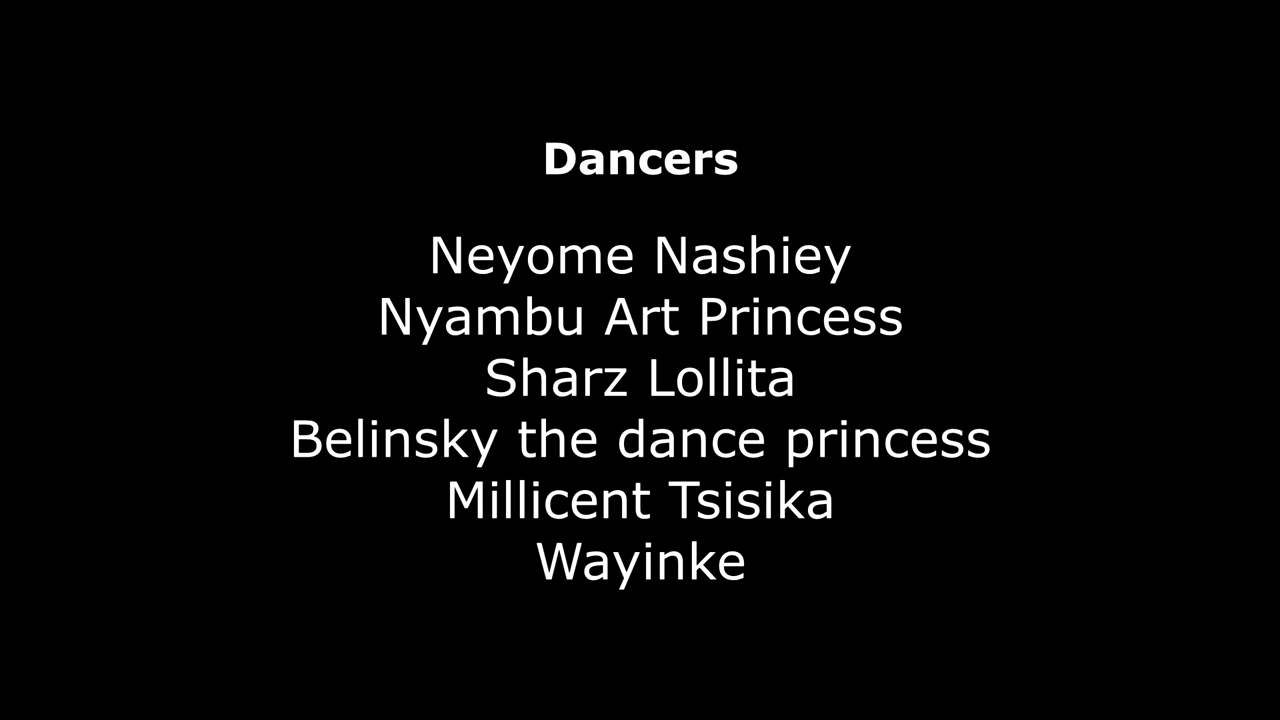 Dancers
Neyome Nashiey
Nyambu Art Princess
Sharz Lollita
Belinsky the dance princess
Millicent Tsisika
Wayinke